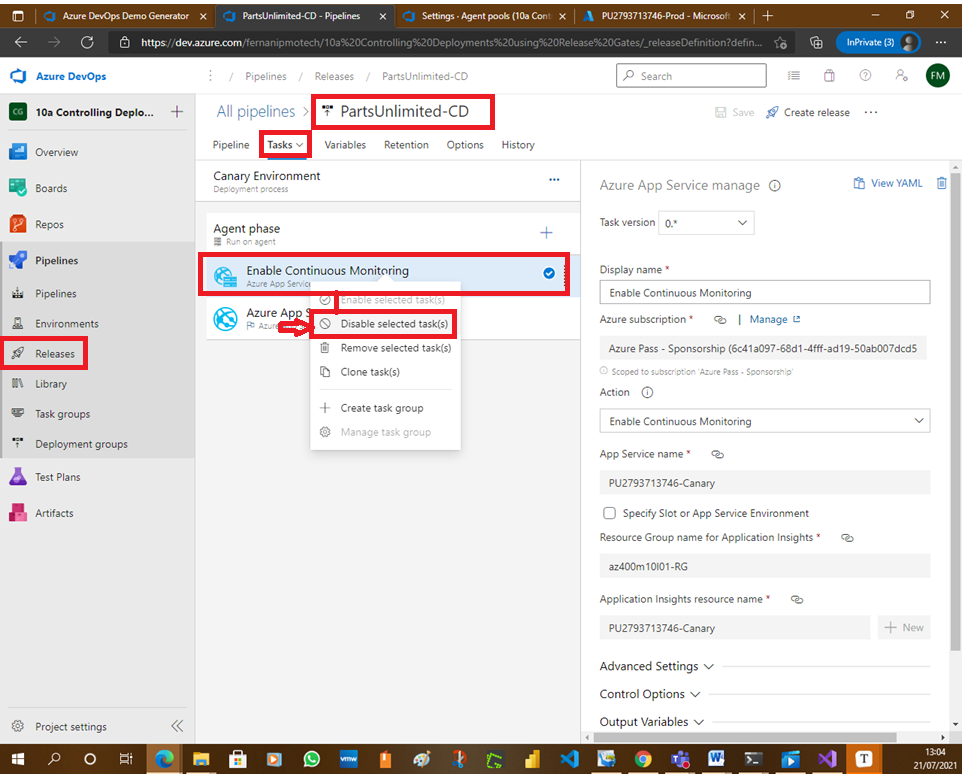 Azure DevOps Demo Generator
PartsUnlimited-CD - Pipelines
Settings · Agent pools (10a Cont
PU2793713746-Prod - Microsoft
https://dev.azure.com/fernanipmotech/10a%20Controlling%20Deployments%20using%20Release%20Gates/_releaseDefinition?defin...
InPrivate (3)
Azure DevOps
/ Pipelines / Releases / PartsUnlimited-CD
Search
FM
CG 10a Controlling Deplo...
All pipelines > PartsUnlimited-CD
Save
Create release
Pipeline Tasks Variables Retention Options History
Overview
Boards
Repos
Pipelines
Pipelines
Environments
Releases
Library
Task groups
Deployment groups
Test Plans
Artifacts
Project settings
Canary Environment
Deployment process
Agent phase
Run on agent
Enable Continuous Monitoring
Azure App Service
Azure App S
Azure
Enable selected task(s)
Disable selected task(s)
Remove selected task(s)
Clone task(s)
Create task group
Manage task group
Azure App Service manage
View YAML
Task version 0.*
Display name *
Enable Continuous Monitoring
Azure subscription * | Manage
Azure Pass - Sponsorship (6c41a097-68d1-4fff-ad19-50ab007dcd5
Scoped to subscription 'Azure Pass - Sponsorship'
Action
Enable Continuous Monitoring
App Service name *
PU2793713746-Canary
Specify Slot or App Service Environment
Resource Group name for Application Insights *
az400m10l01-RG
Application Insights resource name *
PU2793713746-Canary
New
Advanced Settings
Control Options
Output Variables
vmw
13:04
21/07/2021